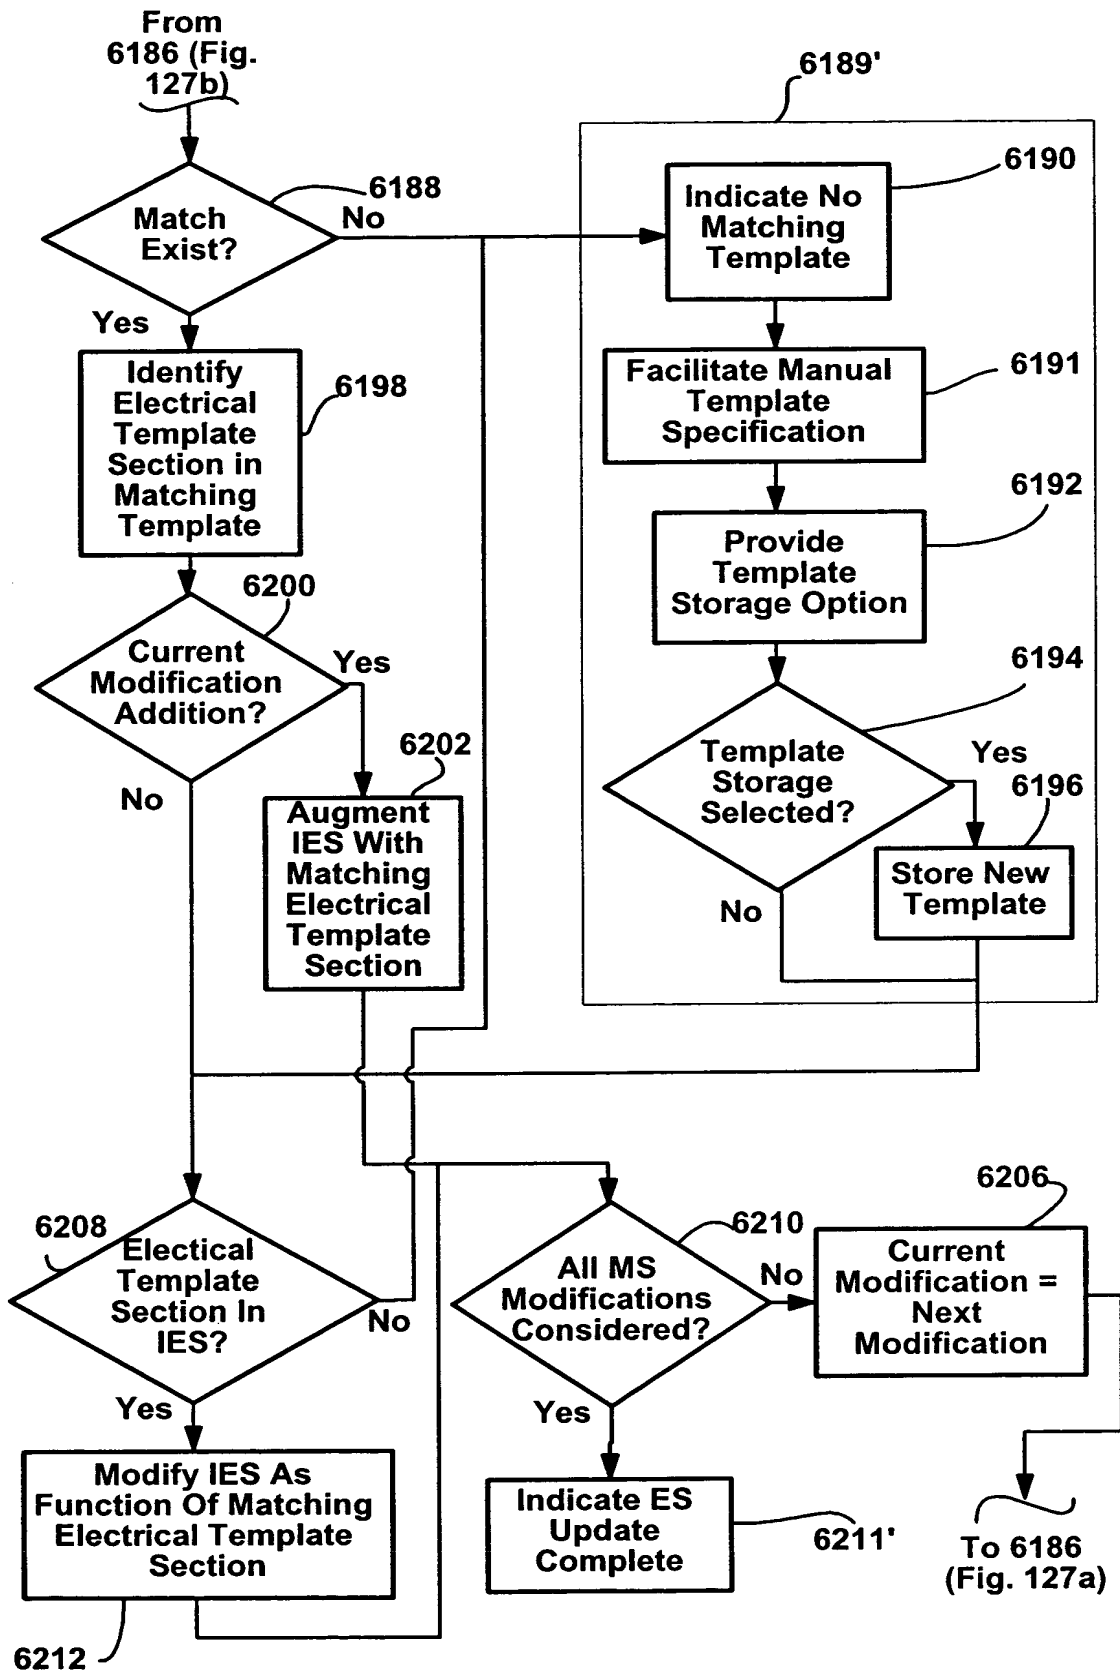 From
6186 (Fig.
127b)
6189'
6188
Match
Exist?
No
Yes
6190
Indicate No
Matching
Template
6191
Facilitate Manual
Template
Specification
6192
Provide
Template
Storage Option
6194
Template
Storage
Selected?
Yes
No
6196
Store New
Template
6198
Identify
Electrical
Template
Section in
Matching
Template
6200
Current
Modification
Addition?
Yes
No
6202
Augment
IES With
Matching
Electrical
Template
Section
6208
Electical
Template
Section In
IES?
No
Yes
6210
All MS
Modifications
Considered?
No
Yes
6206
Current
Modification =
Next
Modification
Modify IES As
Function Of Matching
Electrical Template
Section
6212
Indicate ES
Update
Complete
6211'
To 6186
(Fig. 127a)